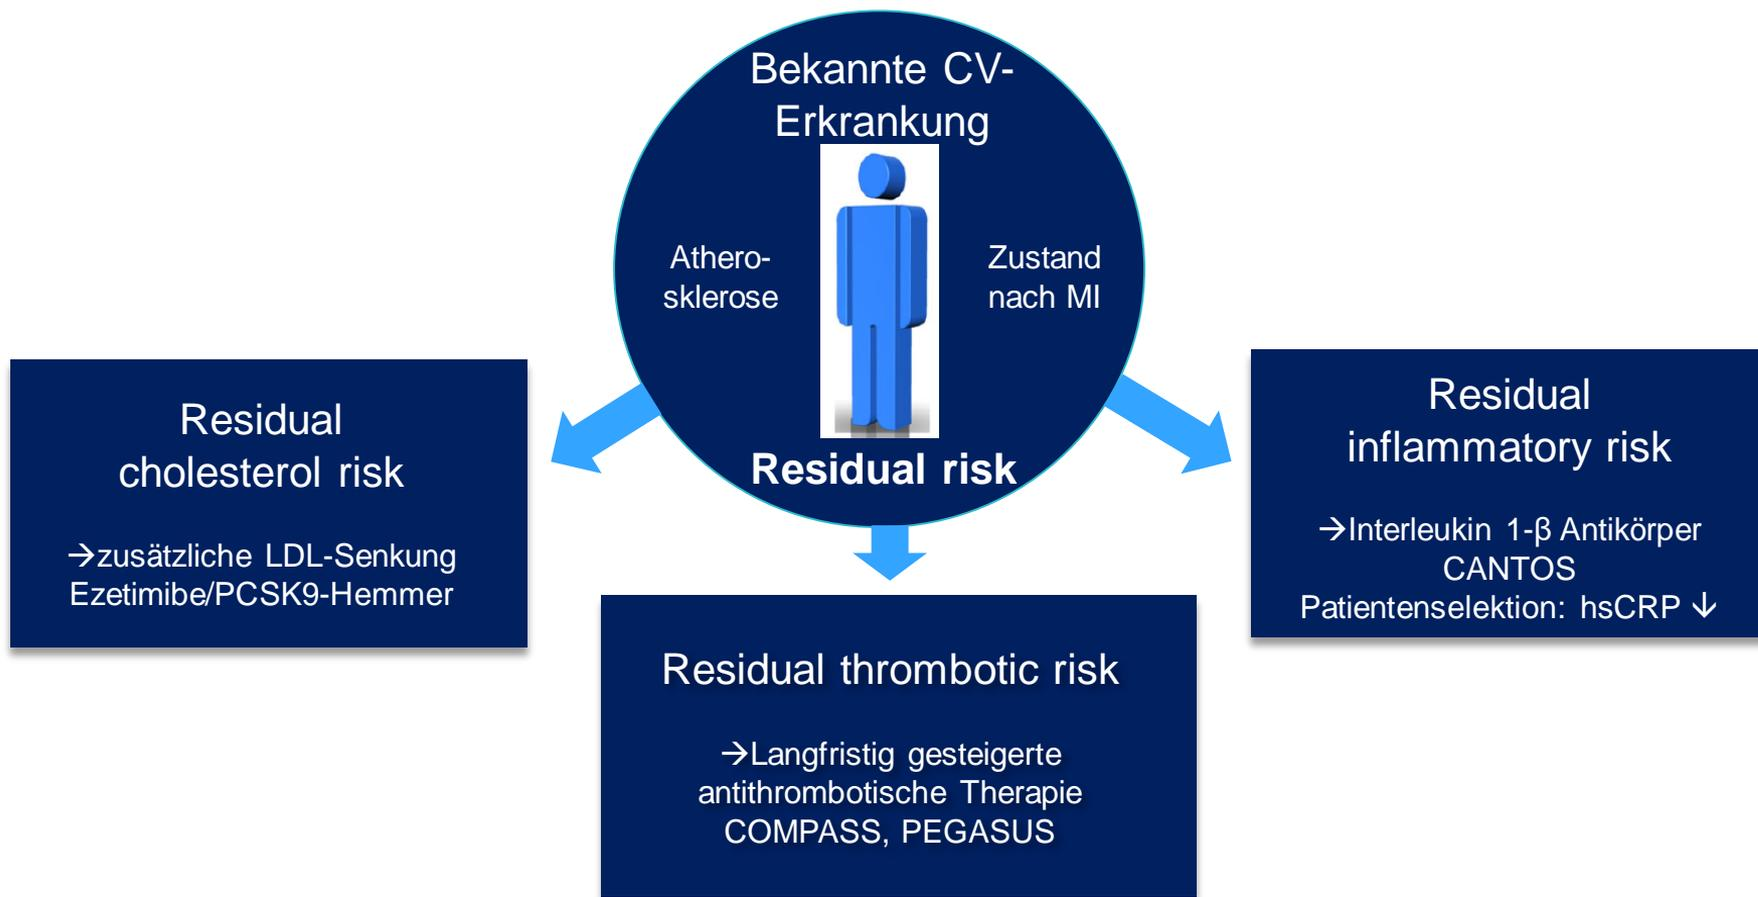 Bekannte CV-
Erkrankung
Athero-
sklerose
Zustand
nach MI
Residual risk
Residual
cholesterol risk
→zusätzliche LDL-Senkung
Ezetimibe/PCSK9-Hemmer
Residual thrombotic risk
→Langfristig gesteigerte
antithrombotische Therapie
COMPASS, PEGASUS
Residual
inflammatory risk
→Interleukin 1-β Antikörper
CANTOS
Patientenselektion: hsCRP ↓